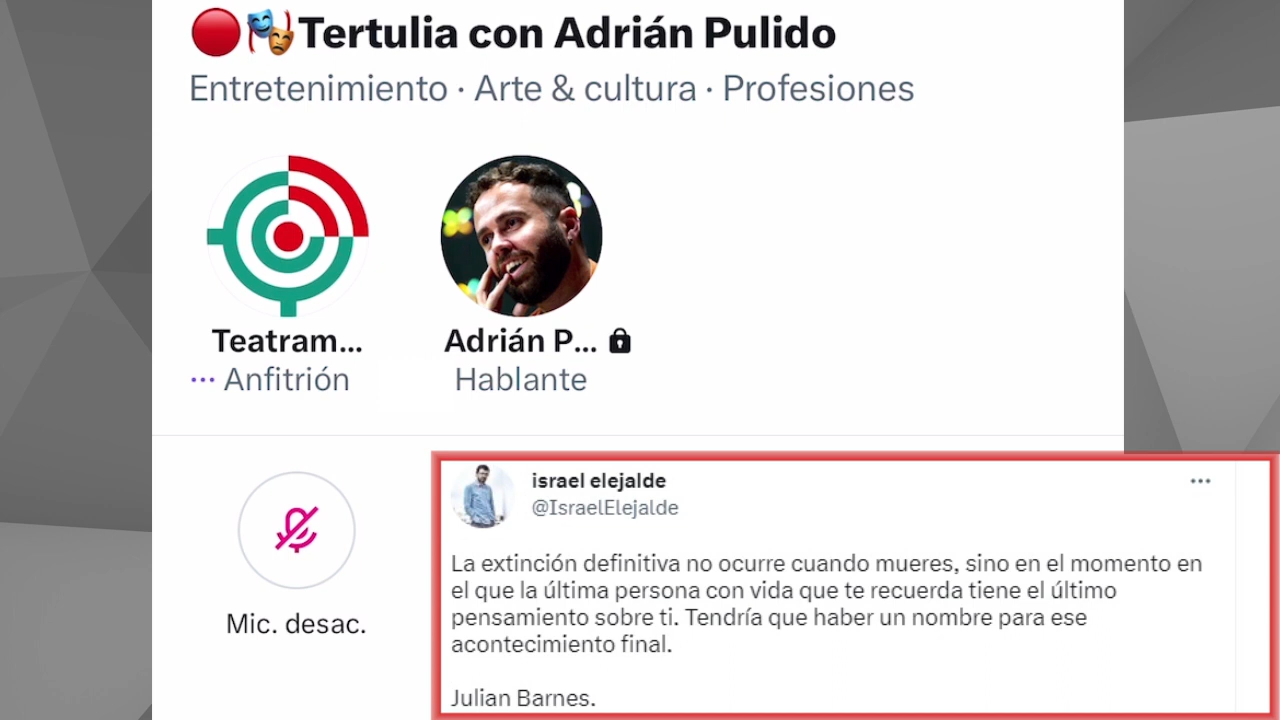 Tertulia con Adrián Pulido
Entretenimiento · Arte & cultura · Profesiones
Teatram...
Adrián P...
Anfitrión
Hablante
Mic. desac.
israel elejalde
@IsraelElejalde
La extinción definitiva no ocurre cuando mueres, sino en el momento en
el que la última persona con vida que te recuerda tiene el último
pensamiento sobre ti. Tendría que haber un nombre para ese
acontecimiento final.
Julian Barnes.